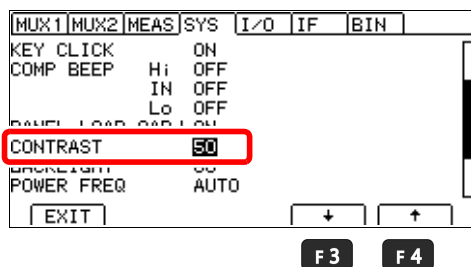 MUX1 MUX2 MEAS SYS I/O IF BIN
KEY CLICK ON
COMP BEEP Hi OFF
IN OFF
Lo OFF
CONTRAST 50
POWER FREQ AUTO
EXIT ↓ ↑
F3 F4